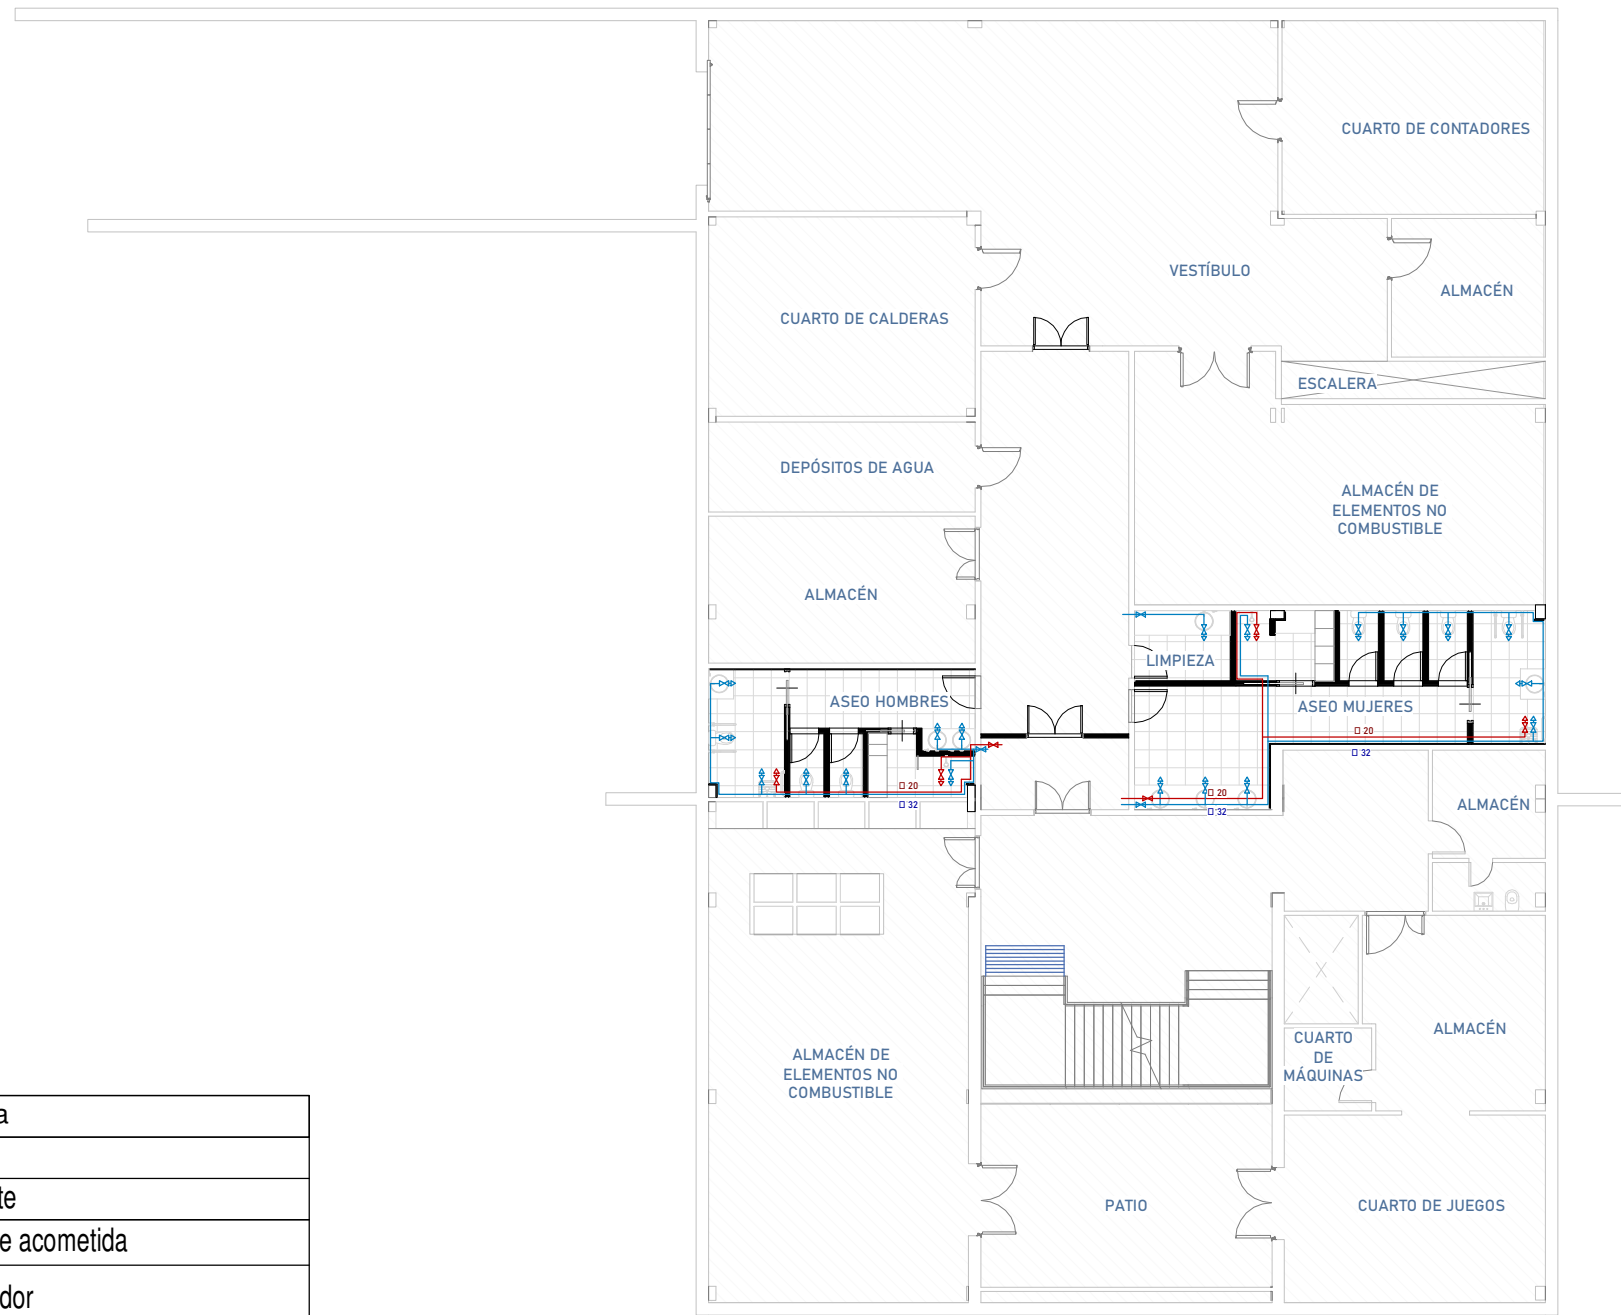 CUARTO DE CONTADORES
VESTÍBULO
ALMACÉN
CUARTO DE CALDERAS
ESCALERA
DEPÓSITOS DE AGUA
ALMACÉN DE
ELEMENTOS NO
COMBUSTIBLE
ALMACÉN
LIMPIEZA
ASEO HOMBRES
ASEO MUJERES
□ 20
□ 32
□ 20
□ 32
□ 20
□ 32
ALMACÉN
ALMACÉN
CUARTO
DE
MÁQUINAS
ALMACÉN DE
ELEMENTOS NO
COMBUSTIBLE
a
te
e acometida
dor
PATIO
CUARTO DE JUEGOS